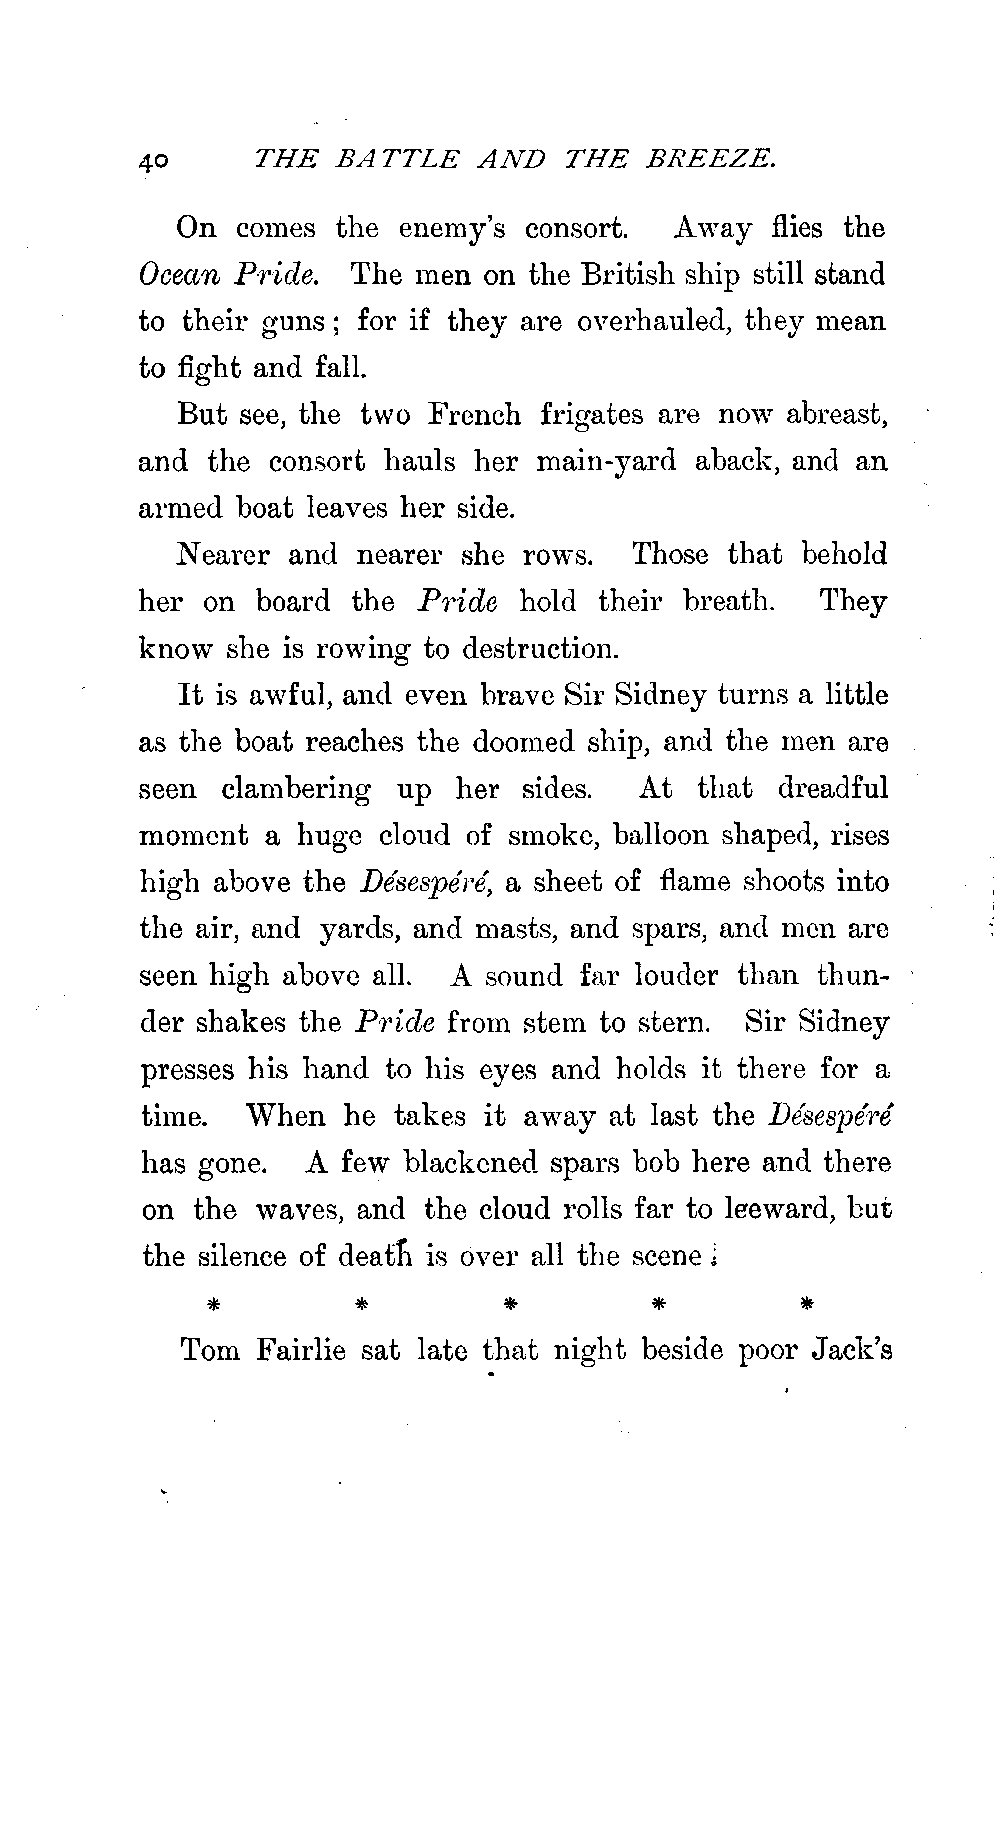 40 THE BATTLE AND THE BREEZE.
On comes the enemy's consort. Away flies the
Ocean Pride. The men on the British ship still stand
to their guns; for if they are overhauled, they mean
to fight and fall.
But see, the two French frigates are now abreast,
and the consort hauls her main-yard aback, and an
armed boat leaves her side.
Nearer and nearer she rows. Those that behold
her on board the Pride hold their breath. They
know she is rowing to destruction.
It is awful, and even brave Sir Sidney turns a little
as the boat reaches the doomed ship, and the men are
seen clambering up her sides. At that dreadful
moment a huge cloud of smoke, balloon shaped, rises
high above the Désespéré, a sheet of flame shoots into
the air, and yards, and masts, and spars, and men are
seen high above all. A sound far louder than thun-
der shakes the Pride from stem to stern. Sir Sidney
presses his hand to his eyes and holds it there for a
time. When he takes it away at last the Désespéré
has gone. A few blackened spars bob here and there
on the waves, and the cloud rolls far to leeward, but
the silence of death is over all the scene!
* * * * *
Tom Fairlie sat late that night beside poor Jack's